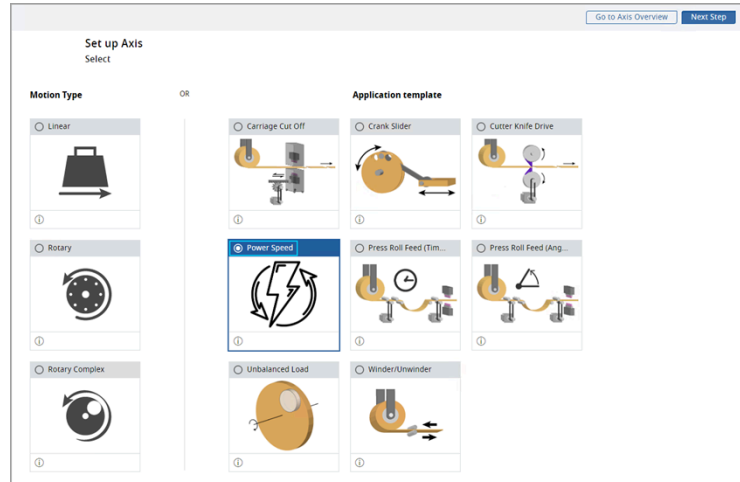 Go to Axis Overview Next Step
Set up Axis
Select
Motion Type OR Application template
Linear Carriage Cut Off Crank Slider Cutter Knife Drive
Rotary Power Speed Press Roll Feed (Tim... Press Roll Feed (Ang...
Rotary Complex Unbalanced Load Winder/Unwinder